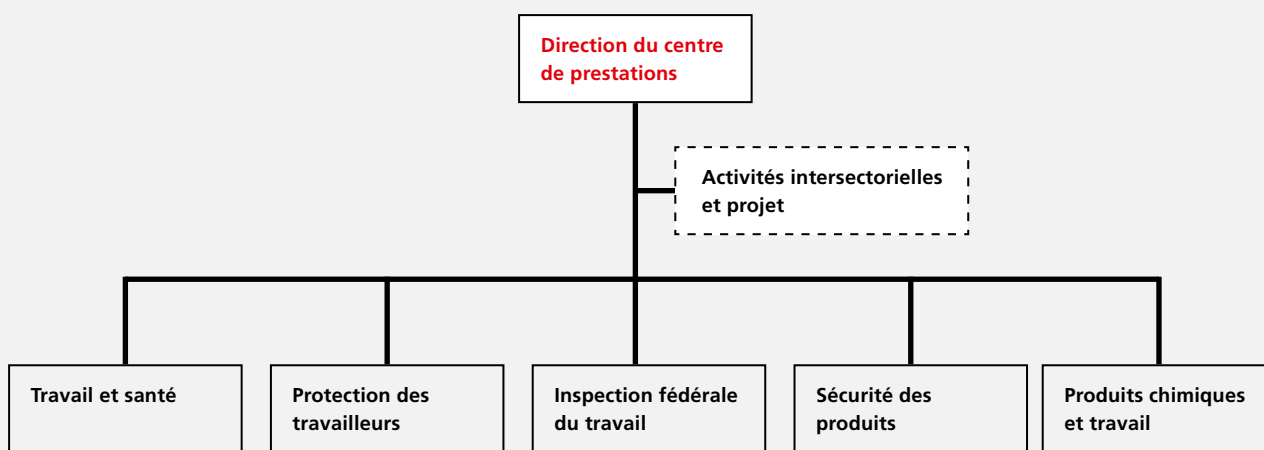 Direction du centre
de prestations
Activités intersectorielles
et projet
Travail et santé
Protection des
travailleurs
Inspection fédérale
du travail
Sécurité des
produits
Produits chimiques
et travail